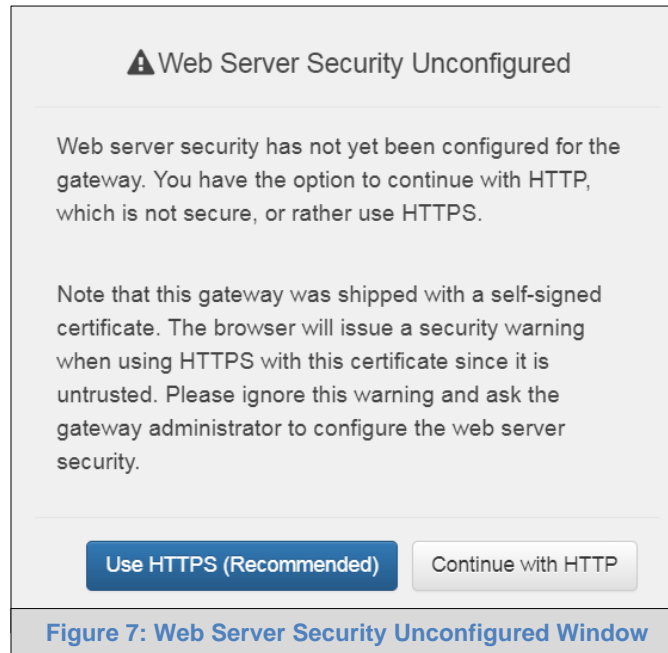 Web Server Security Unconfigured
Web server security has not yet been configured for the
gateway. You have the option to continue with HTTP,
which is not secure, or rather use HTTPS.
Note that this gateway was shipped with a self-signed
certificate. The browser will issue a security warning
when using HTTPS with this certificate since it is
untrusted. Please ignore this warning and ask the
gateway administrator to configure the web server
security.
Use HTTPS (Recommended)
Continue with HTTP
Figure 7: Web Server Security Unconfigured Window